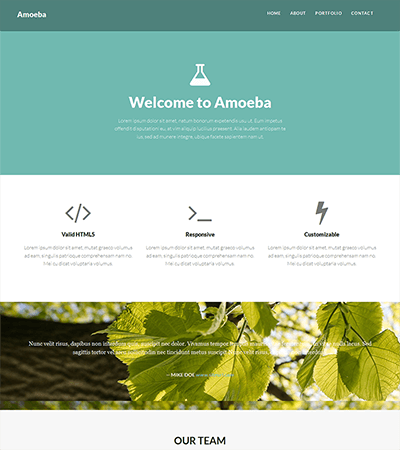 Amoeba
HOME ABOUT PORTFOLIO CONTACT
Welcome to Amoeba
Lorem ipsum dolor sit amet, natum bonorum expetendis usu cu. Eum impetus
offendit disputationi eu, at vim aliquip lucilius praesent. Alia laudem antiopam te
ius sed ad munere integre, ubique facete sapientem nam ut.
Valid HTML5
Lorem ipsum dolor sit amet, mutat graeco volumus
ad eam, singulis patrioque comprehensam nam no.
Mei cu dicat voluptaria volumus.
Responsive
Lorem ipsum dolor sit amet, mutat graeco volumus
ad eam, singulis patrioque comprehensam nam no.
Mei cu dicat voluptaria volumus.
Customizable
Lorem ipsum dolor sit amet, mutat graeco volumus
ad eam, singulis patrioque comprehensam nam no.
Mei cu dicat voluptaria volumus.
Nunc velit risus, dapibus non interdum quis, suscipit nec dolor. Vivamus tempor tempus mauris vitae fermentum. In vitae nulla lacus. Sed
sagittis tortor vel arcu sollicitudin nec tincidunt metus suscipit. Nunc velit risus, dapibus non interdum.
– MIKE DOE
OUR TEAM